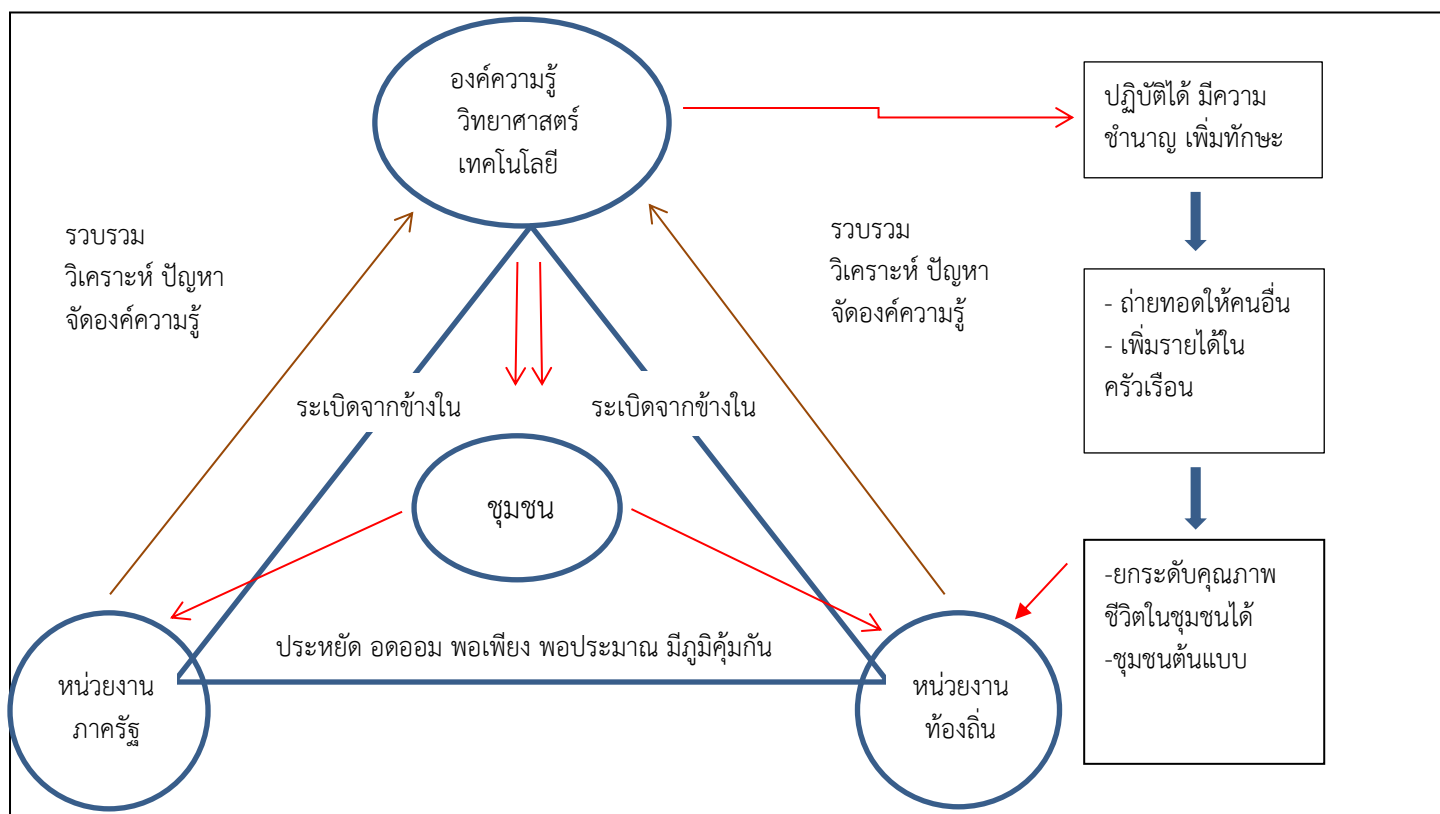 องค์ความรู้
วิทยาศาสตร์
เทคโนโลยี
ปฏิบัติได้ มีความ
ชำนาญ เพิ่มทักษะ
รวบรวม
วิเคราะห์ ปัญหา
จัดองค์ความรู้
รวบรวม
วิเคราะห์ ปัญหา
จัดองค์ความรู้
- ถ่ายทอดให้คนอื่น
- เพิ่มรายได้ใน
ครัวเรือน
ระเบิดจากข้างใน
ระเบิดจากข้างใน
ชุมชน
-ยกระดับคุณภาพ
ชีวิตในชุมชนได้
-ชุมชนต้นแบบ
ประหยัด อดออม พอเพียง พอประมาณ มีภูมิคุ้มกัน
หน่วยงาน
ภาครัฐ
หน่วยงาน
ท้องถิ่น